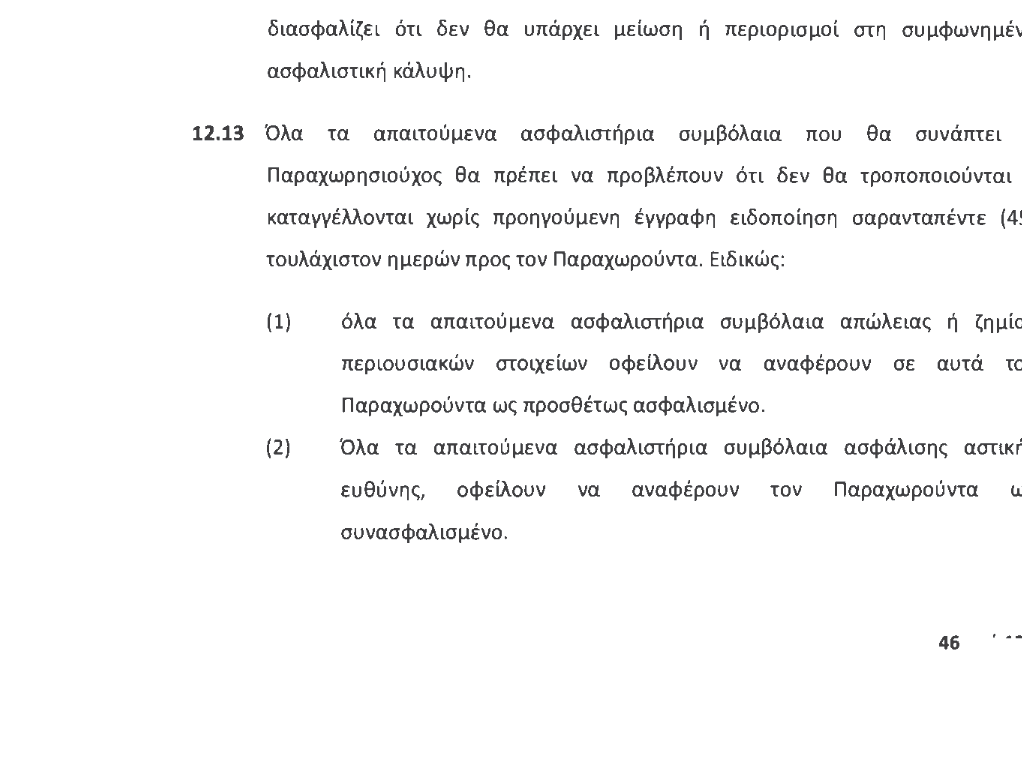 διασφαλίζει ότι δεν θα υπάρχει μείωση ή περιορισμοί στη συμφωνημέν
ασφαλιστική κάλυψη.
12.13 Όλα τα απαιτούμενα ασφαλιστήρια συμβόλαια που θα συνάπτει
Παραχωρησιούχος θα πρέπει να προβλέπουν ότι δεν θα τροποποιούνται
καταγγέλλονται χωρίς προηγούμενη έγγραφη ειδοποίηση σαρανταπέντε (45
τουλάχιστον ημερών προς τον Παραχωρούντα. Ειδικώς:
(1) όλα τα απαιτούμενα ασφαλιστήρια συμβόλαια απώλειας ή ζημία
περιουσιακών στοιχείων οφείλουν να αναφέρουν σε αυτά το
Παραχωρούντα ως προσθέτως ασφαλισμένο.
(2) Όλα τα απαιτούμενα ασφαλιστήρια συμβόλαια ασφάλισης αστική
ευθύνης, οφείλουν να αναφέρουν τον Παραχωρούντα ω
συνασφαλισμένο.
46